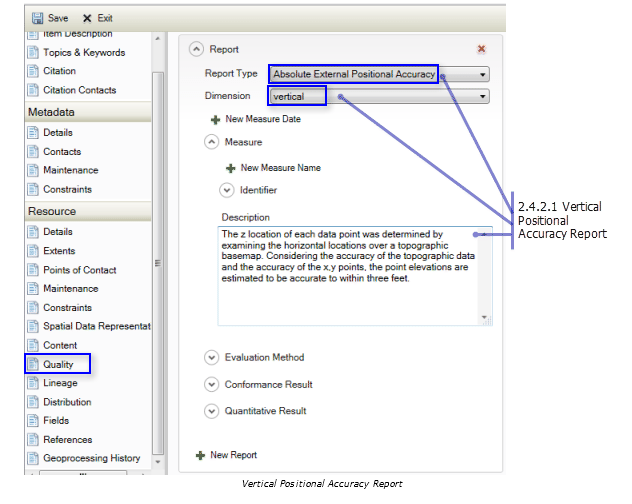 Save Exit
Item Description
Topics & Keywords
Citation
Citation Contacts
Metadata
Details
Contacts
Maintenance
Constraints
Resource
Details
Extents
Points of Contact
Maintenance
Constraints
Spatial Data Representat
Content
Quality
Lineage
Distribution
Fields
References
Geoprocessing History
Report
Report Type Absolute External Positional Accuracy
Dimension vertical
New Measure Date
Measure
New Measure Name
Identifier
Description
The z location of each data point was determined by
examining the horizontal locations over a topographic
basemap. Considering the accuracy of the topographic data
and the accuracy of the x,y points, the point elevations are
estimated to be accurate to within three feet.
Evaluation Method
Conformance Result
Quantitative Result
New Report
2.4.2.1 Vertical
Positional
Accuracy Report
Vertical Positional Accuracy Report